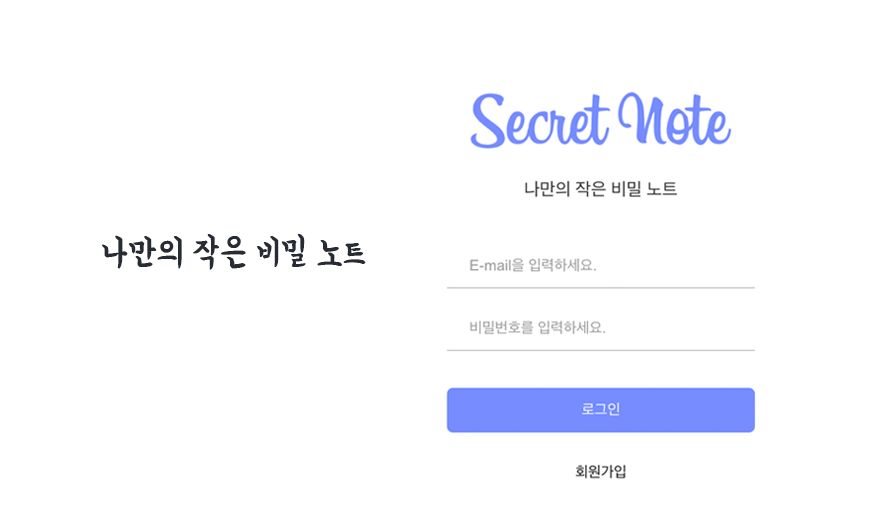 나만의 작은 비밀 노트
Secret Note
나만의 작은 비밀 노트
E-mail을 입력하세요.
비밀번호를 입력하세요.
로그인
회원가입